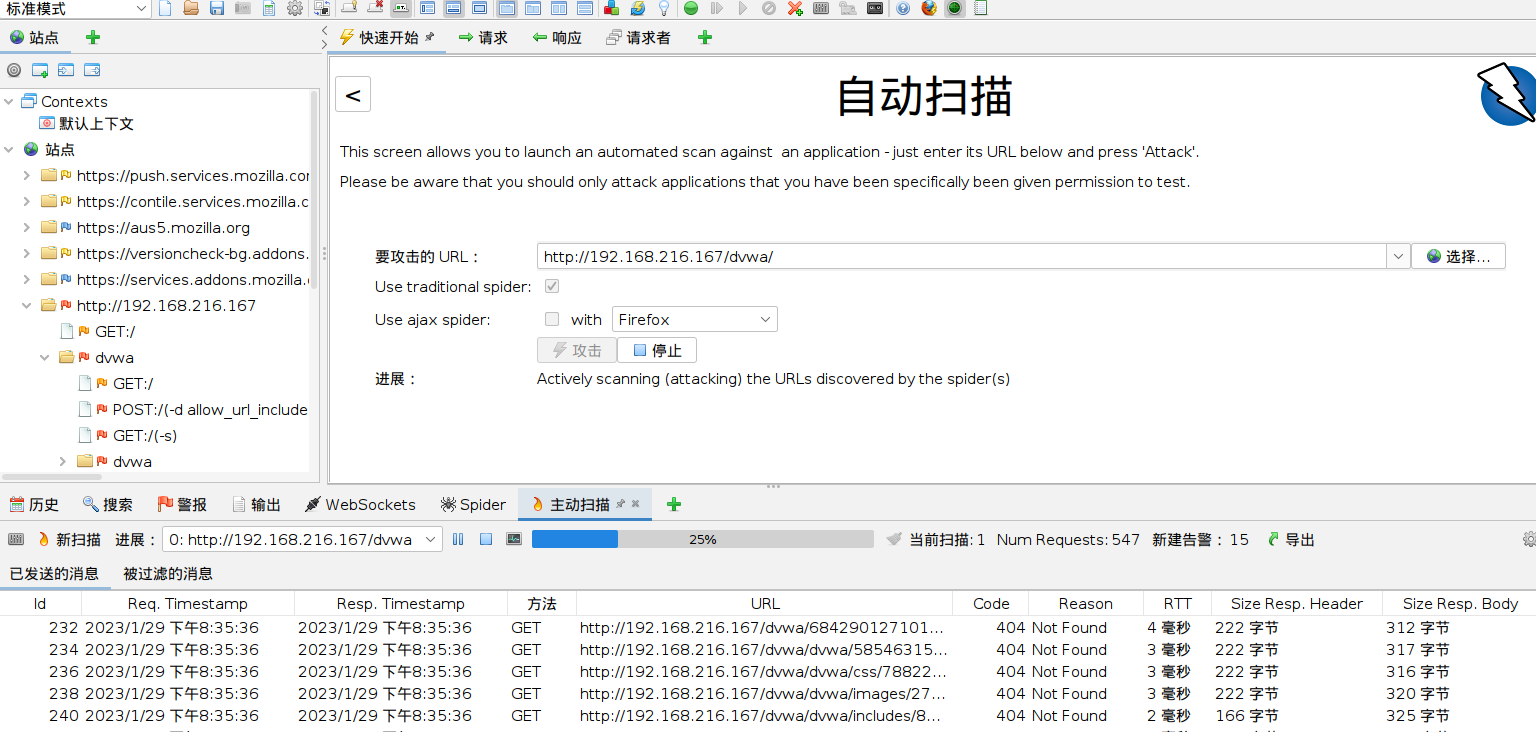 标准模式
站点
快速开始 请求 响应 请求者
Contexts
默认上下文
站点
https://push.services.mozilla.con
https://contile.services.mozilla.c
https://aus5.mozilla.org
https://versioncheck-bg.addons.
https://services.addons.mozilla.
http://192.168.216.167
GET:/
dvwa
GET:/
POST:/(-d allow_url_include
GET:/(-s)
dvwa
<
自动扫描
This screen allows you to launch an automated scan against an application - just enter its URL below and press 'Attack'.
Please be aware that you should only attack applications that you have been specifically been given permission to test.
要攻击的 URL： http://192.168.216.167/dvwa/ 选择...
Use traditional spider:
Use ajax spider: with Firefox
攻击 停止
进展： Actively scanning (attacking) the URLs discovered by the spider(s)
历史 搜索 警报 输出 WebSockets Spider 主动扫描
新扫描 进展： 0: http://192.168.216.167/dvwa 25% 当前扫描: 1 Num Requests: 547 新建告警： 15 导出
已发送的消息 被过滤的消息
Id Req. Timestamp Resp. Timestamp 方法 URL Code Reason RTT Size Resp. Header Size Resp. Body
232 2023/1/29 下午8:35:36 2023/1/29 下午8:35:36 GET http://192.168.216.167/dvwa/684290127101... 404 Not Found 4 毫秒 222 字节 312 字节
234 2023/1/29 下午8:35:36 2023/1/29 下午8:35:36 GET http://192.168.216.167/dvwa/dvwa/58546315... 404 Not Found 3 毫秒 222 字节 317 字节
236 2023/1/29 下午8:35:36 2023/1/29 下午8:35:36 GET http://192.168.216.167/dvwa/dvwa/css/78822... 404 Not Found 3 毫秒 222 字节 316 字节
238 2023/1/29 下午8:35:36 2023/1/29 下午8:35:36 GET http://192.168.216.167/dvwa/dvwa/images/27... 404 Not Found 3 毫秒 222 字节 320 字节
240 2023/1/29 下午8:35:36 2023/1/29 下午8:35:36 GET http://192.168.216.167/dvwa/dvwa/includes/8... 404 Not Found 2 毫秒 166 字节 325 字节